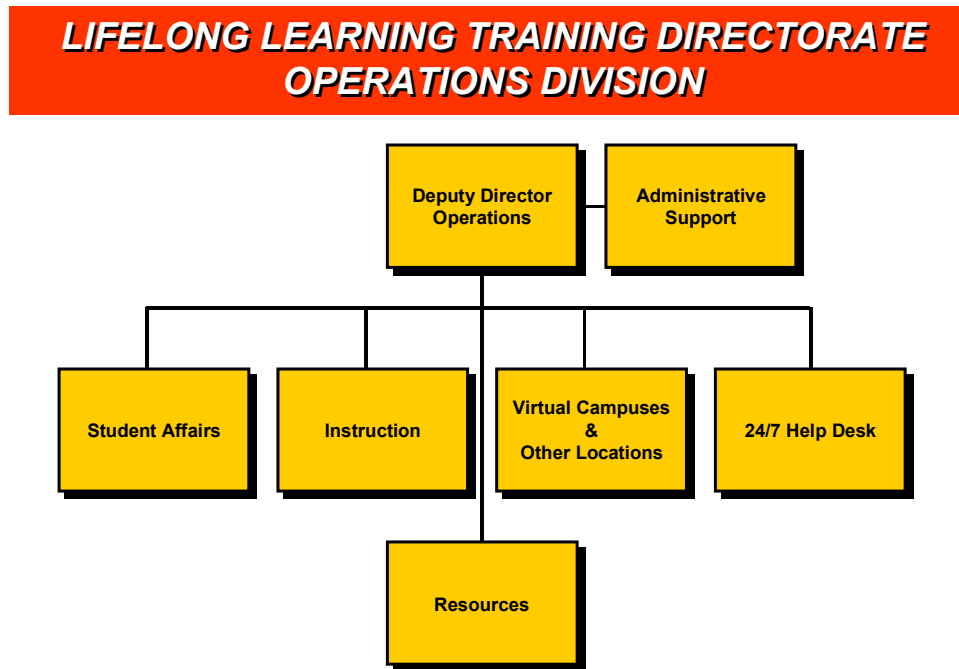 LIFELONG LEARNING TRAINING DIRECTORATE
OPERATIONS DIVISION
Deputy Director
Operations
Administrative
Support
Student Affairs
Instruction
Virtual Campuses
&
Other Locations
24/7 Help Desk
Resources